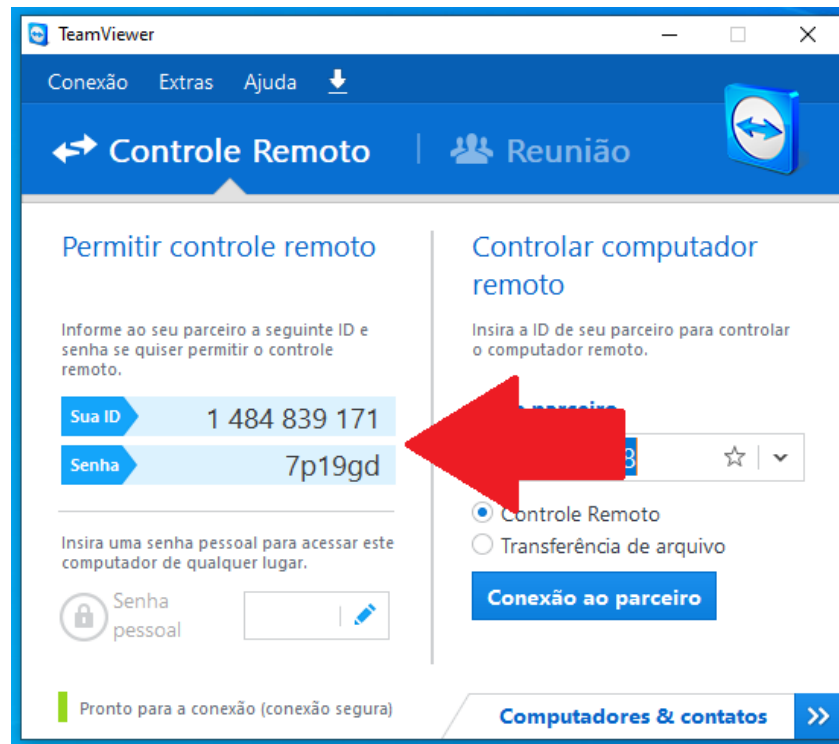 TeamViewer
Conexão Extras Ajuda
Controle Remoto | Reunião
Permitir controle remoto
Informe ao seu parceiro a seguinte ID e
senha se quiser permitir o controle
remoto.
Sua ID 1 484 839 171
Senha 7p19gd
Insira uma senha pessoal para acessar este
computador de qualquer lugar.
Senha
pessoal
Pronto para a conexão (conexão segura)
Controlar computador
remoto
Insira a ID de seu parceiro para controlar
o computador remoto.
parceiro
8
Controle Remoto
Transferência de arquivo
Conexão ao parceiro
Computadores & contatos